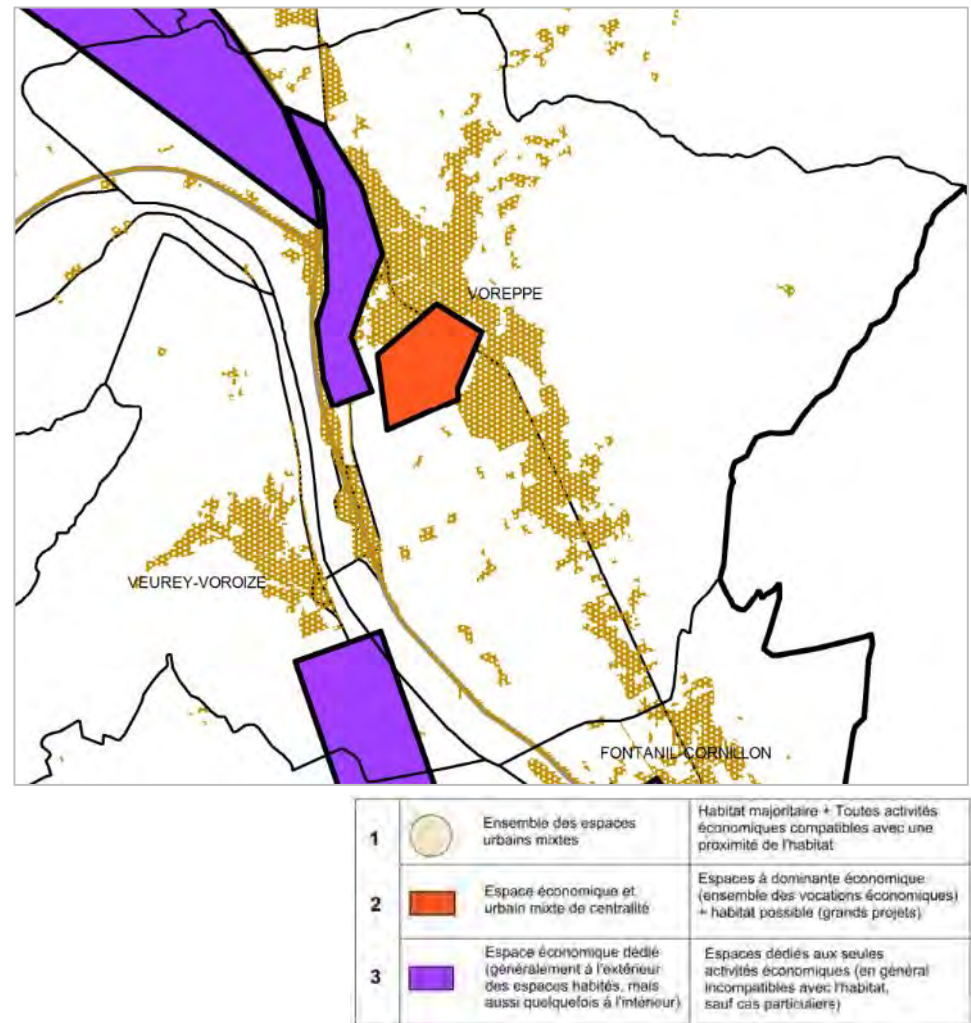 VOREPPE
VEUREY-VOROIZE
FONTANIL-CORNILLON
1
Ensemble des espaces
urbains mixtes
Habitat majoritaire + Toutes activités
économiques compatibles avec une
proximité de l'habitat
2
Espace économique et
urbain mixte de centralité
Espaces à dominante économique
(ensemble des vocations économiques)
+ habitat possible (grands projets)
3
Espace économique dédié
(généralement à l'extérieur
des espaces habités, mais
aussi quelquefois à l'intérieur)
Espaces dédiés aux seules
activités économiques (en général
incompatibles avec l'habitat,
sauf cas particuliers)